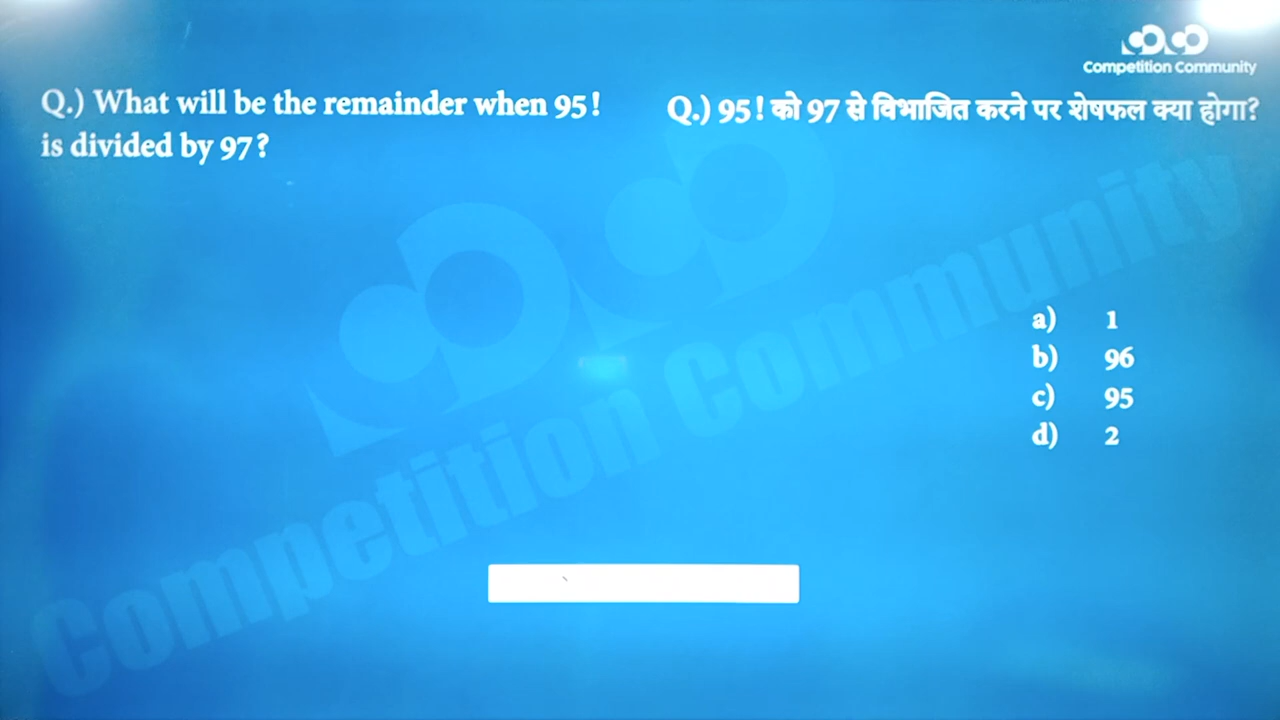 Competition Community
Q.) What will be the remainder when 95!
is divided by 97?
Q.) 95! को 97 से विभाजित करने पर शेषफल क्या होगा?
a) 1
b) 96
c) 95
d) 2
Competition Community